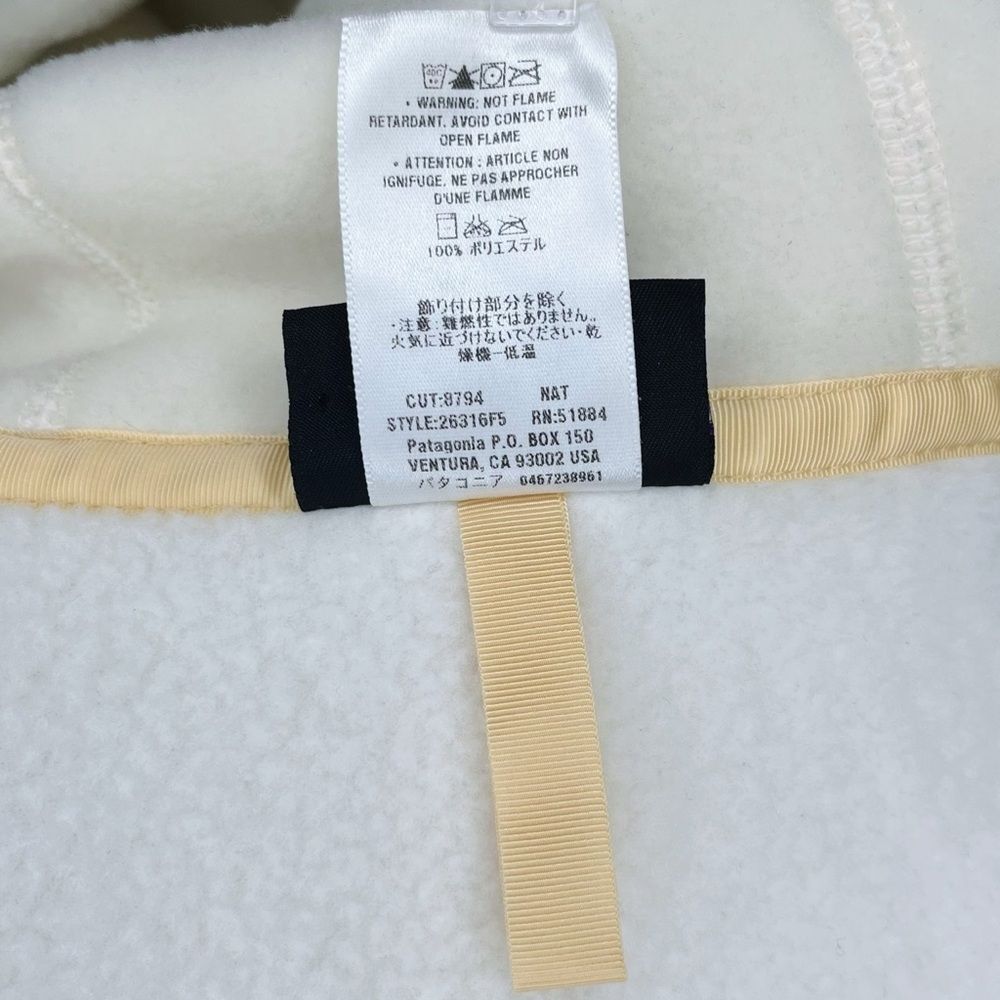 40C
• WARNING: NOT FLAME
RETARDANT. AVOID CONTACT WITH
OPEN FLAME
• ATTENTION : ARTICLE NON
IGNIFUGE. NE PAS APPROCHER
D'UNE FLAMME
100% ポリエステル
飾り付け部分を除く
・注意:難燃性ではありません。
火気に近づけないでください・乾
燥機-低温
CUT:8794 NAT
STYLE:26316F5 RN:51884
Patagonia P.O. BOX 150
VENTURA, CA 93002 USA
パタゴニア 0467238961